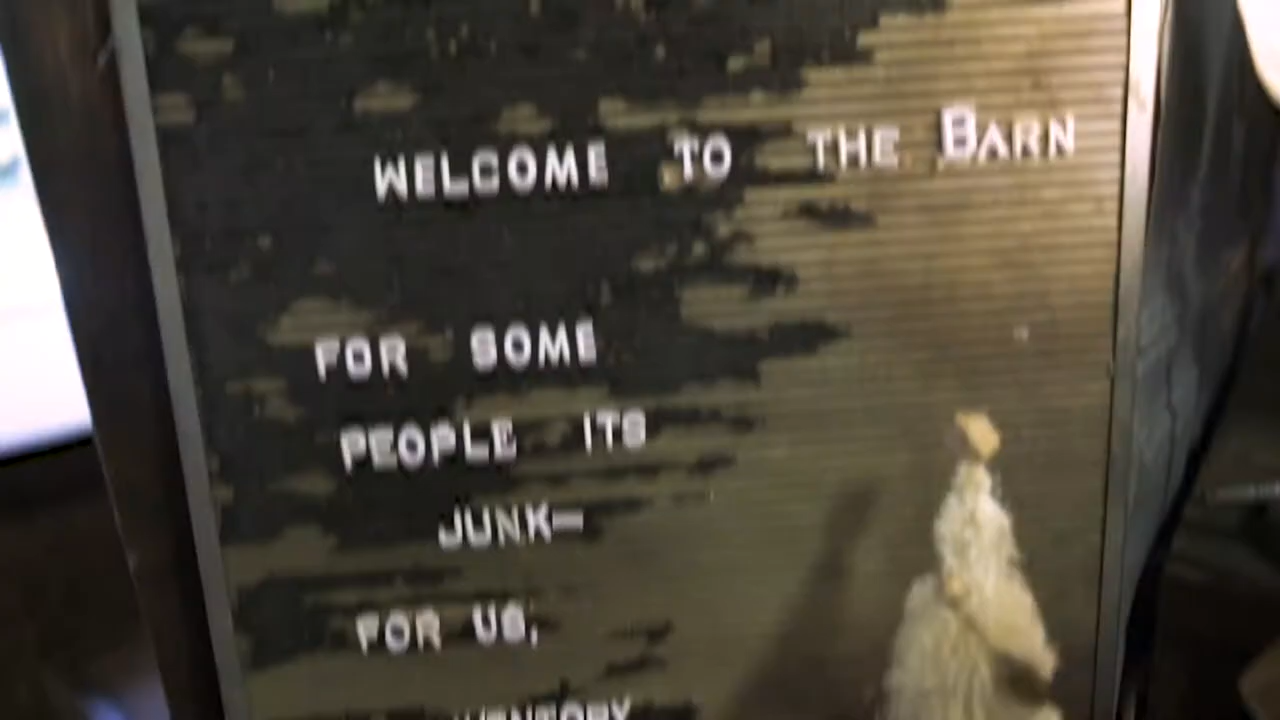 WELCOME TO THE BARN
FOR SOME
PEOPLE ITS
JUNK-
FOR US,